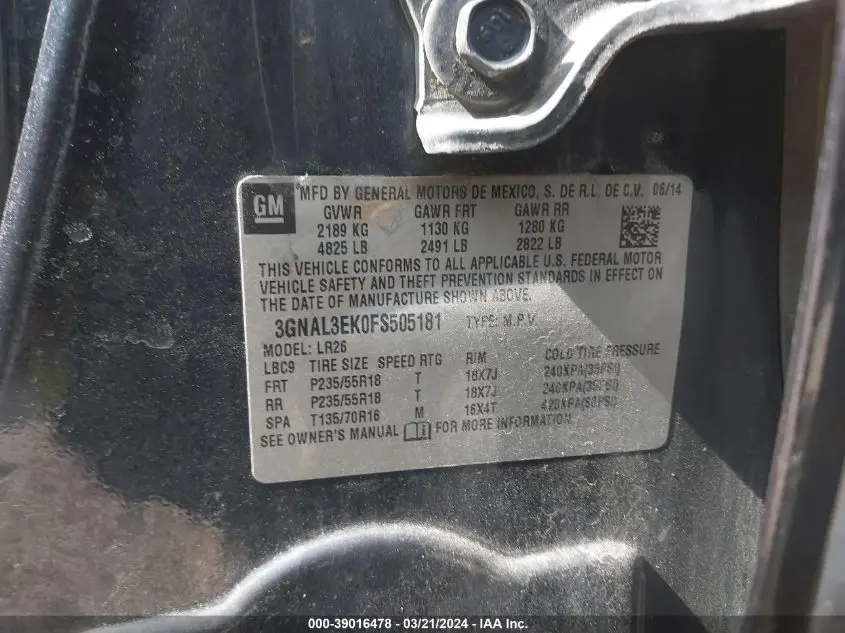 GM
*MFD BY GENERAL MOTORS DE MEXICO, S. DE R.L. DE C.V. 06/14
GVWR GAWR FRT GAWR RR
2189 KG 1130 KG 1280 KG
4825 LB 2491 LB 2822 LB
THIS VEHICLE CONFORMS TO ALL APPLICABLE U.S. FEDERAL MOTOR
VEHICLE SAFETY AND THEFT PREVENTION STANDARDS IN EFFECT ON
THE DATE OF MANUFACTURE SHOWN ABOVE.
3GNAL3EK0FS505181 TYPE: M.P.V.
MODEL: LR26
LBC9 TIRE SIZE SPEED RTG RIM COLD TIRE PRESSURE
FRT P235/55R18 T 18X7J 240KPA(35PSI)
RR P235/55R18 T 18X7J 240KPA(35PSI)
SPA T135/70R16 M 16X4T 420KPA(60PSI)
SEE OWNER'S MANUAL FOR MORE INFORMATION
000-39016478 - 03/21/2024 - IAA Inc.